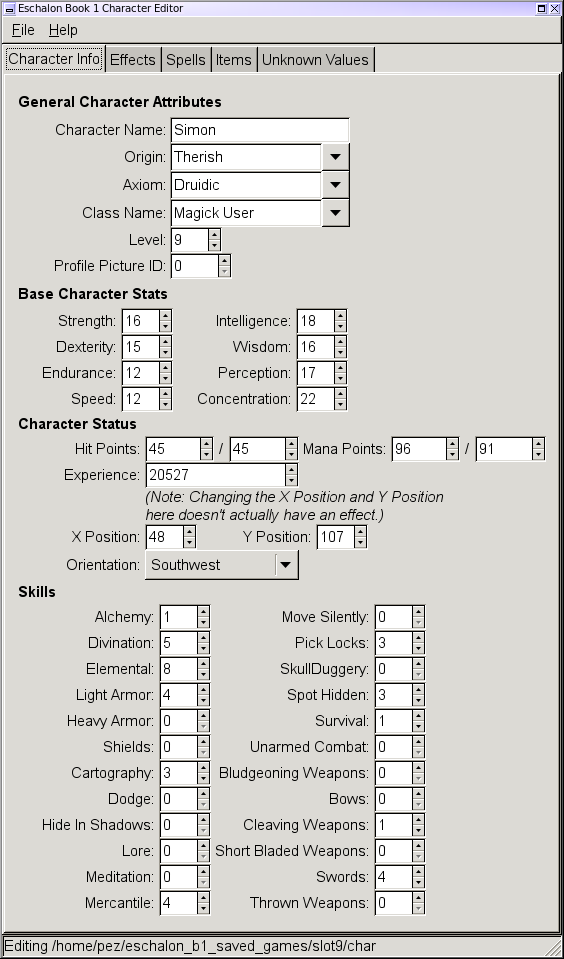 Eschalon Book 1 Character Editor
File Help
Character Info Effects Spells Items Unknown Values
General Character Attributes
Character Name: Simon
Origin: Therish
Axiom: Druidic
Class Name: Magick User
Level: 9
Profile Picture ID: 0
Base Character Stats
Strength: 16 Intelligence: 18
Dexterity: 15 Wisdom: 16
Endurance: 12 Perception: 17
Speed: 12 Concentration: 22
Character Status
Hit Points: 45 / 45 Mana Points: 96 / 91
Experience: 20527
(Note: Changing the X Position and Y Position
here doesn't actually have an effect.)
X Position: 48 Y Position: 107
Orientation: Southwest
Skills
Alchemy: 1 Move Silently: 0
Divination: 5 Pick Locks: 3
Elemental: 8 SkullDuggery: 0
Light Armor: 4 Spot Hidden: 3
Heavy Armor: 0 Survival: 1
Shields: 0 Unarmed Combat: 0
Cartography: 3 Bludgeoning Weapons: 0
Dodge: 0 Bows: 0
Hide In Shadows: 0 Cleaving Weapons: 1
Lore: 0 Short Bladed Weapons: 0
Meditation: 0 Swords: 4
Mercantile: 4 Thrown Weapons: 0
Editing /home/pez/eschalon_b1_saved_games/slot9/char